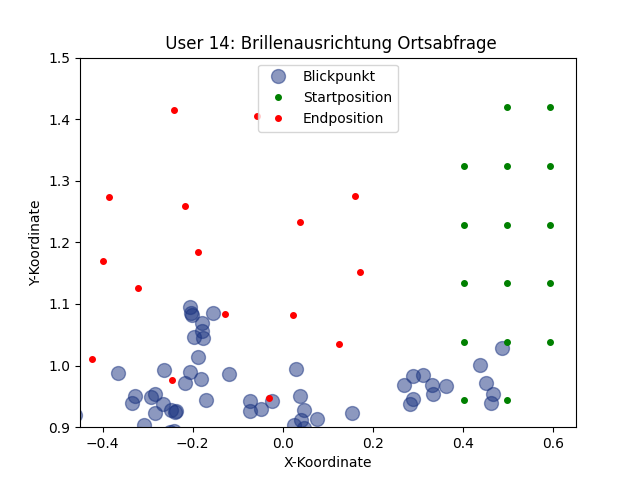 User 14: Brillenausrichtung Ortsabfrage
Blickpunkt
Startposition
Endposition
Y-Koordinate
1.5
1.4
1.3
1.2
1.1
1.0
0.9
−0.4 −0.2 0.0 0.2 0.4 0.6
X-Koordinate